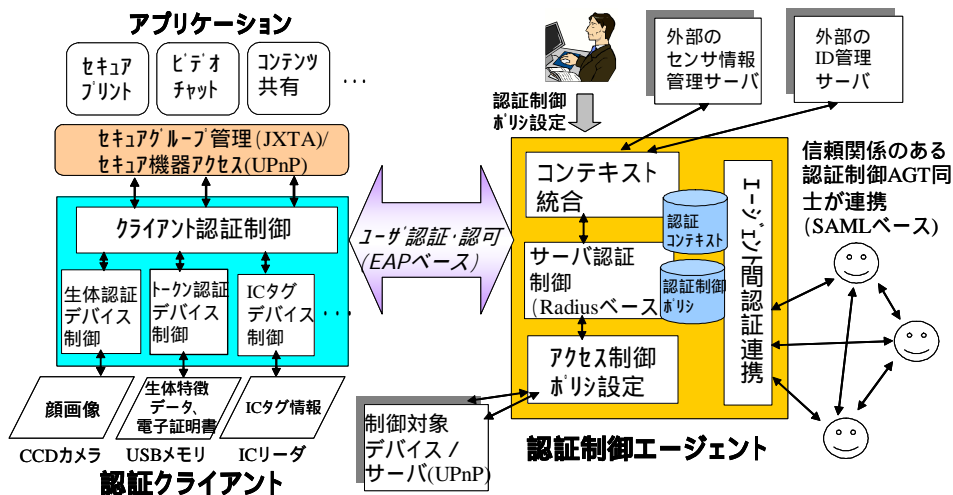 アプリケーション
ｾｷｭｱ
ﾌﾟﾘﾝﾄ
ﾋﾞﾃﾞｵ
ﾁｬｯﾄ
ｺﾝﾃﾝﾂ
共有
･･･
ｾｷｭｱｸﾞﾙｰﾌﾟ管理(JXTA)/
ｾｷｭｱ機器ｱｸｾｽ(UPnP)
ｸﾗｲｱﾝﾄ認証制御
生体認証
デバイス
制御
ﾄｰｸﾝ認証
デバイス
制御
ICタグ
デバイス
制御
･･･
顔画像
生体特徴
データ、
電子証明書
ICタグ情報
CCDカメラ
USBメモリ
ICリーダ
認証クライアント
ﾕｰｻﾞ認証･認可
(EAPベース)
認証制御
ﾎﾟﾘｼ設定
外部の
センサ情報
管理サーバ
外部の
ID管理
サーバ
コンテキスト
統合
認証
コンテキスト
サーバ認証
制御
(Radiusベース)
認証制御
ﾎﾟﾘｼ
アクセス制御
ﾎﾟﾘｼ設定
エージェント間認証連携
制御対象
デバイス /
サーバ(UPnP)
認証制御エージェント
信頼関係のある
認証制御AGT同
士が連携
(SAMLベース)